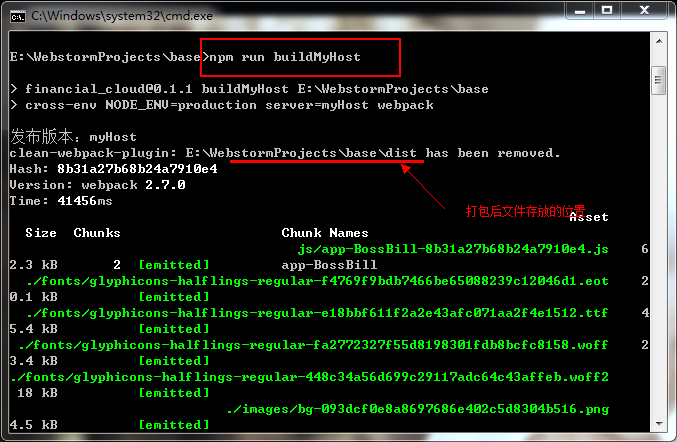 C:\Windows\system32\cmd.exe
E:\WebstormProjects\base>npm run buildMyHost
> financial_cloud@0.1.1 buildMyHost E:\WebstormProjects\base
> cross-env NODE_ENV=production server=myHost webpack
发布版本: myHost
clean-webpack-plugin: E:\WebstormProjects\base\dist has been removed.
Hash: 8b31a27b68b24a7910e4
Version: webpack 2.7.0
Time: 41456ms
打包后文件存放的位置
Asset
Size Chunks Chunk Names
js/app-BossBill-8b31a27b68b24a7910e4.js 6
2.3 kB 2 [emitted] app-BossBill
./fonts/glyphicons-halflings-regular-f4769f9bdb7466be65088239c12046d1.eot 2
0.1 kB [emitted]
./fonts/glyphicons-halflings-regular-e18bbf611f2a2e43afc071aa2f4e1512.ttf 4
5.4 kB [emitted]
./fonts/glyphicons-halflings-regular-fa2772327f55d8198301fdb8bcfc8158.woff 2
3.4 kB [emitted]
./fonts/glyphicons-halflings-regular-448c34a56d699c29117adc64c43affeb.woff2
18 kB [emitted]
./images/bg-093dcf0e8a8697686e402c5d8304b516.png
4.5 kB [emitted]